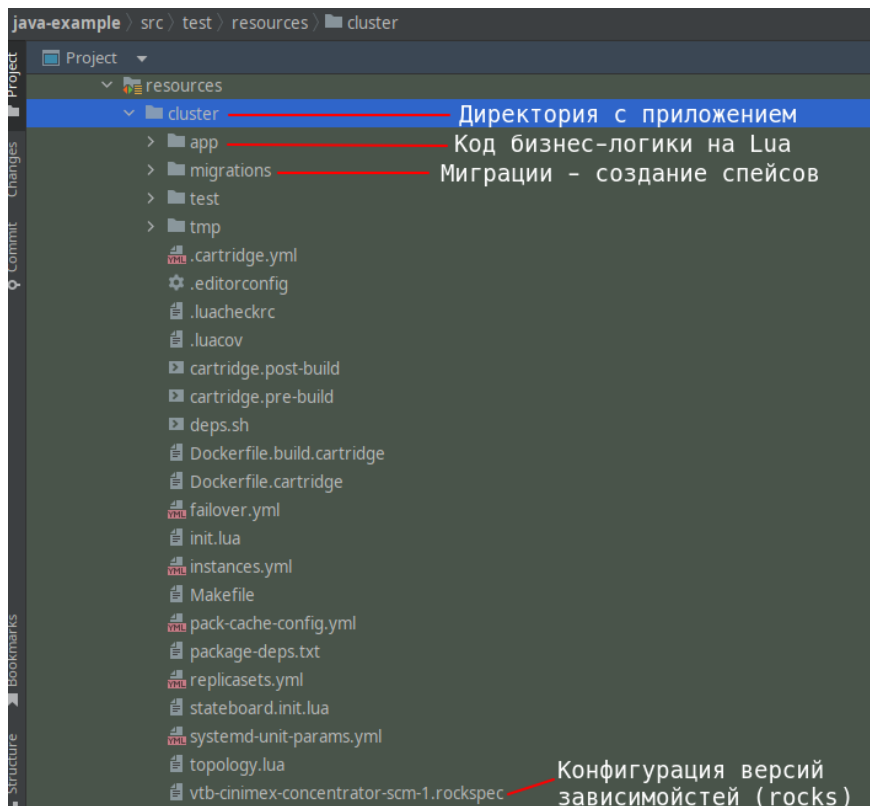 java-example 〉 src 〉 test 〉 resources 〉 cluster
Project
Project
Changes
Commit
Bookmarks
Structure
resources
cluster
Директория с приложением
app
Код бизнес-логики на Lua
migrations
Миграции - создание спейсов
test
tmp
.cartridge.yml
.editorconfig
.luacheckrc
.luacov
cartridge.post-build
cartridge.pre-build
deps.sh
Dockerfile.build.cartridge
Dockerfile.cartridge
failover.yml
init.lua
instances.yml
Makefile
pack-cache-config.yml
package-deps.txt
replicasets.yml
stateboard.init.lua
systemd-unit-params.yml
topology.lua
vtb-cinimex-concentrator-scm-1.rockspec
Конфигурация версий
зависимойстей (rocks)